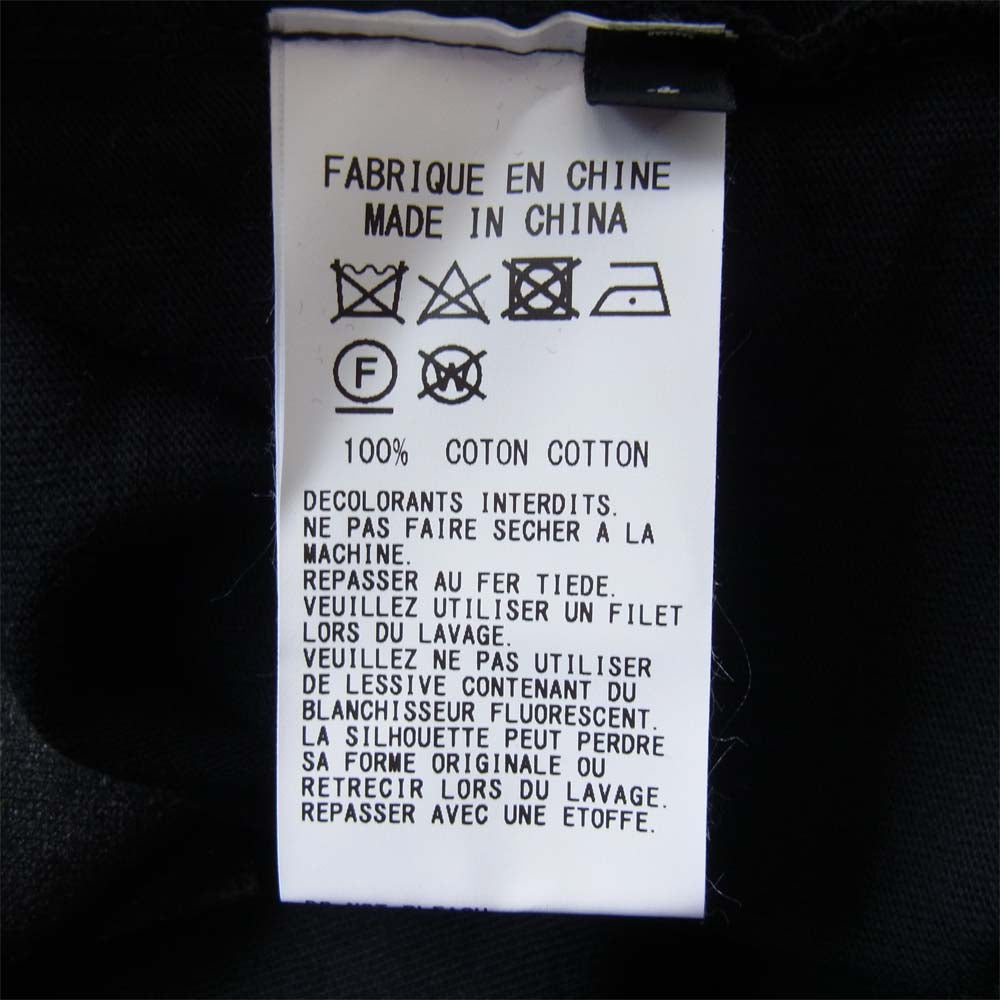 FABRIQUE EN CHINE
MADE IN CHINA
F W
100% COTON COTTON
DECOLORANTS INTERDITS.
NE PAS FAIRE SECHER A LA
MACHINE.
REPASSER AU FER TIEDE.
VEUILLEZ UTILISER UN FILET
LORS DU LAVAGE.
VEUILLEZ NE PAS UTILISER
DE LESSIVE CONTENANT DU
BLANCHISSEUR FLUORESCENT.
LA SILHOUETTE PEUT PERDRE
SA FORME ORIGINALE OU
RETRECIR LORS DU LAVAGE.
REPASSER AVEC UNE ETOFFE.